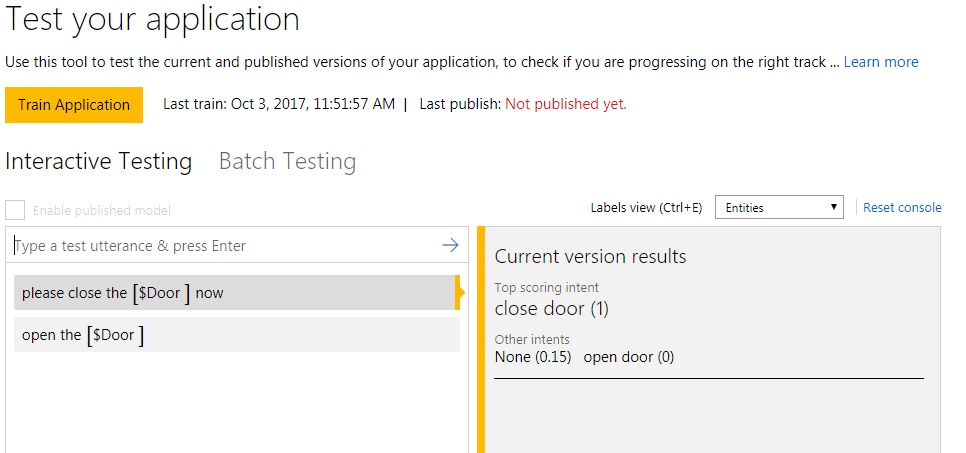 Test your application
Use this tool to test the current and published versions of your application, to check if you are progressing on the right track ... Learn more
Train Application Last train: Oct 3, 2017, 11:51:57 AM | Last publish: Not published yet.
Interactive Testing Batch Testing
Enable published model Labels view (Ctrl+E) Entities Reset console
Type a test utterance & press Enter
please close the [$Door ] now
open the [$Door ]
Current version results
Top scoring intent
close door (1)
Other intents
None (0.15) open door (0)